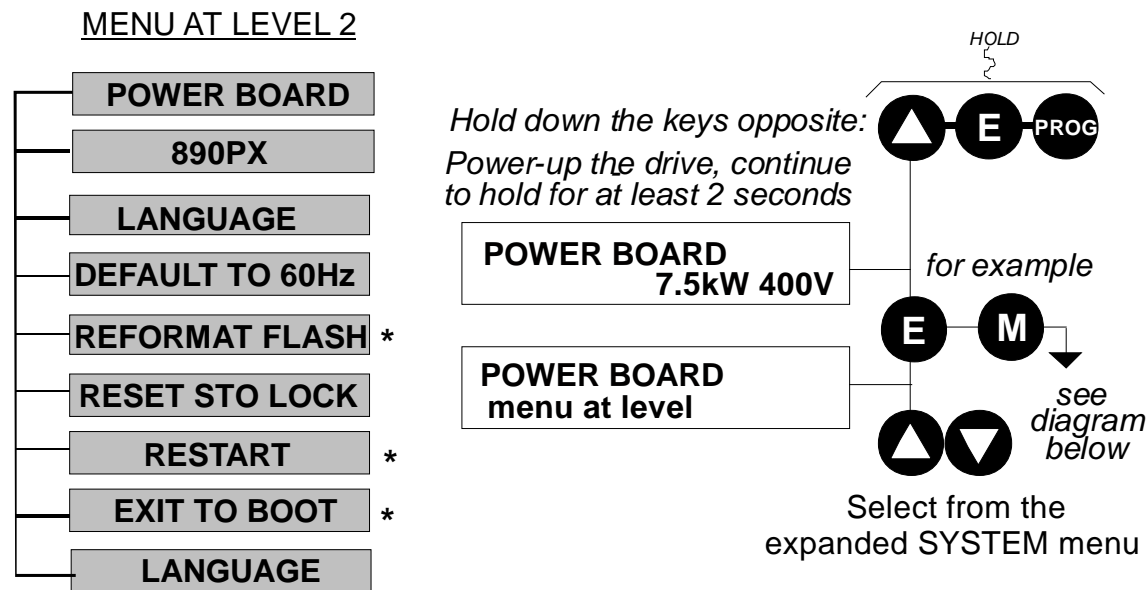 MENU AT LEVEL 2
POWER BOARD
890PX
LANGUAGE
DEFAULT TO 60Hz
REFORMAT FLASH *
RESET STO LOCK
RESTART *
EXIT TO BOOT *
LANGUAGE
HOLD
Hold down the keys opposite:
E PROG
Power-up the drive, continue
to hold for at least 2 seconds
POWER BOARD
7.5kW 400V
for example
E M
POWER BOARD
menu at level
see
diagram
below
Select from the
expanded SYSTEM menu